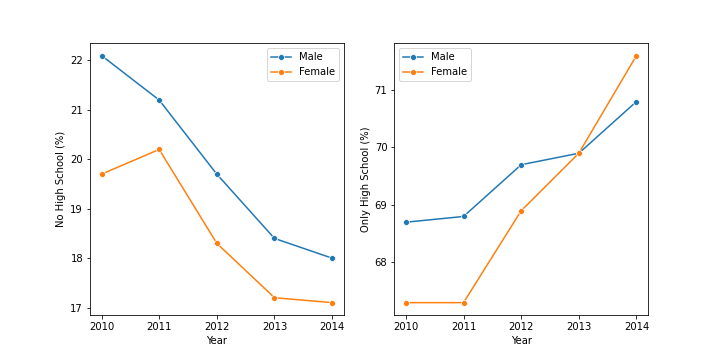 No High School (%)
22
21
20
19
18
17
Male
Female
2010
2011
2012
2013
2014
Year
Only High School (%)
71
70
69
68
Male
Female
2010
2011
2012
2013
2014
Year